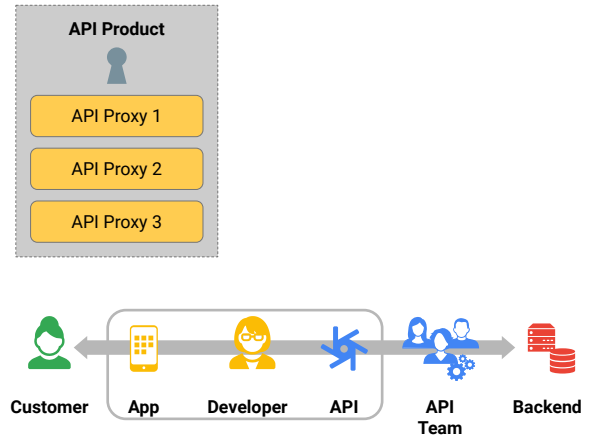 API Product
API Proxy 1
API Proxy 2
API Proxy 3
Customer
App
Developer
API
API
Team
Backend